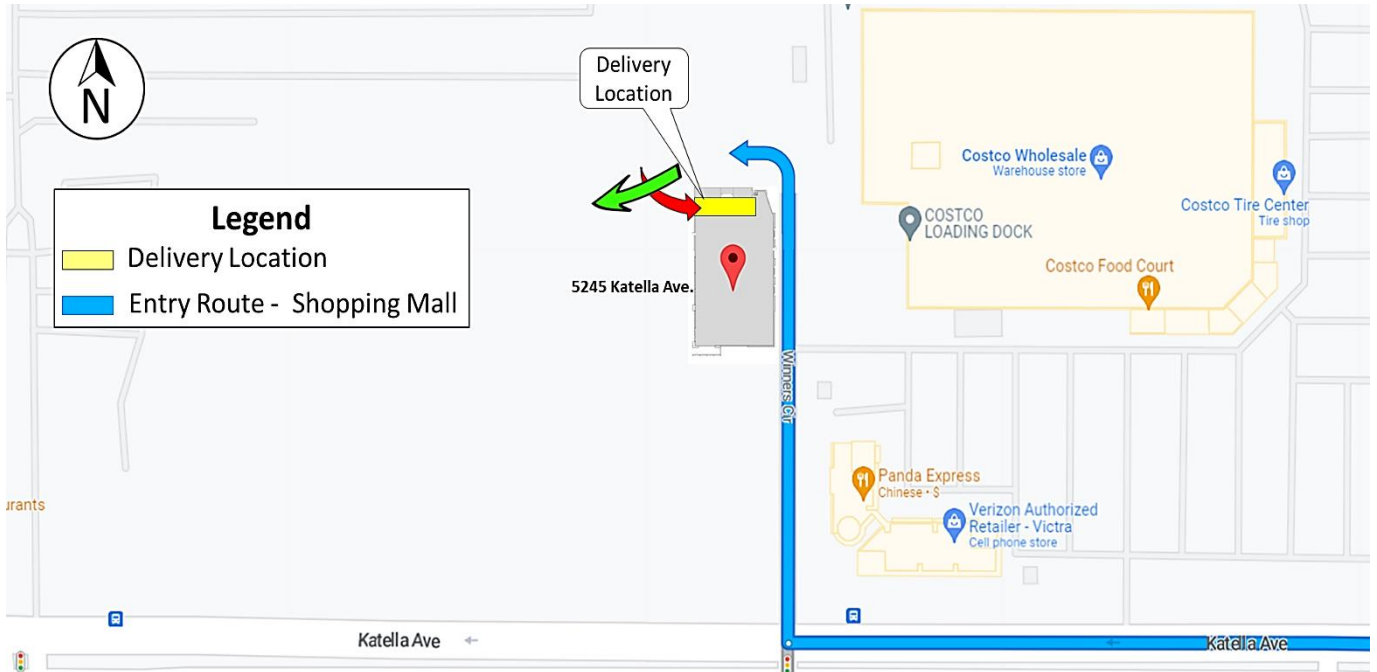 N
Delivery
Location
Legend
Delivery Location
Entry Route - Shopping Mall
5245 Katella Ave.
Costco Wholesale
Warehouse store
COSTCO
LOADING DOCK
Costco Tire Center
Tire shop
Costco Food Court
Winners Cir
Panda Express
Chinese · $
Verizon Authorized
Retailer - Victra
Cell phone store
urants
Katella Ave
Katella Ave